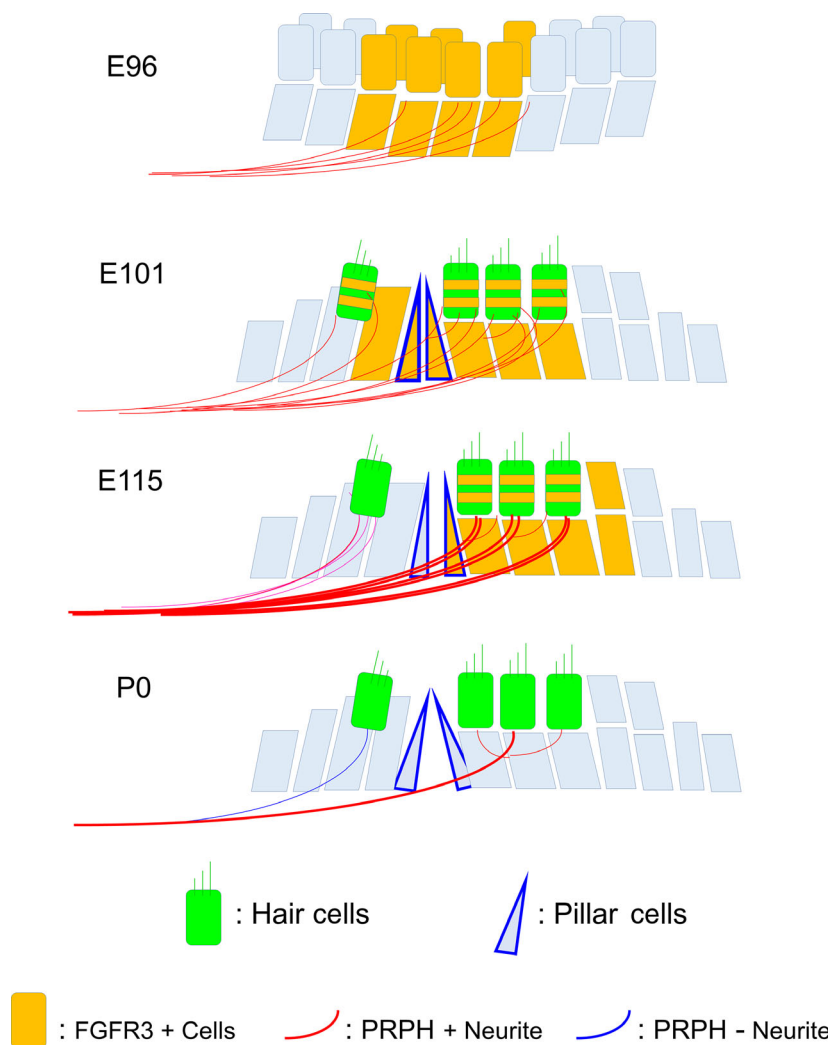 E96
E101
E115
P0
: Hair cells
: Pillar cells
: FGFR3 + Cells
: PRPH + Neurite
: PRPH - Neurite